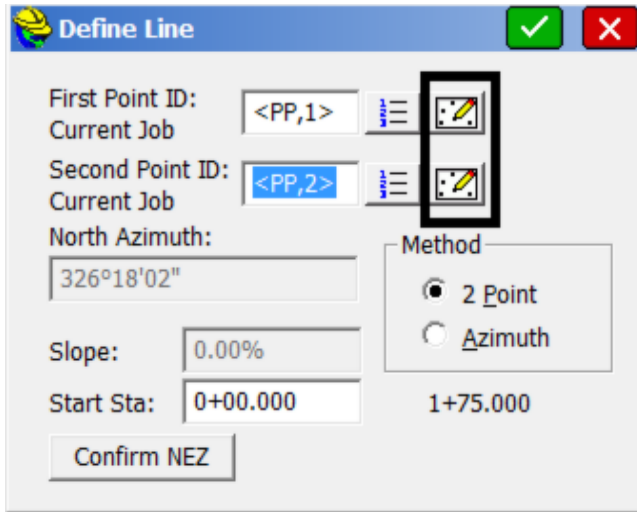 Define Line
First Point ID:
Current Job
<PP,1>
Second Point ID:
Current Job
<PP,2>
North Azimuth:
326°18'02"
Method
2 Point
Azimuth
Slope:
0.00%
Start Sta:
0+00.000
1+75.000
Confirm NEZ